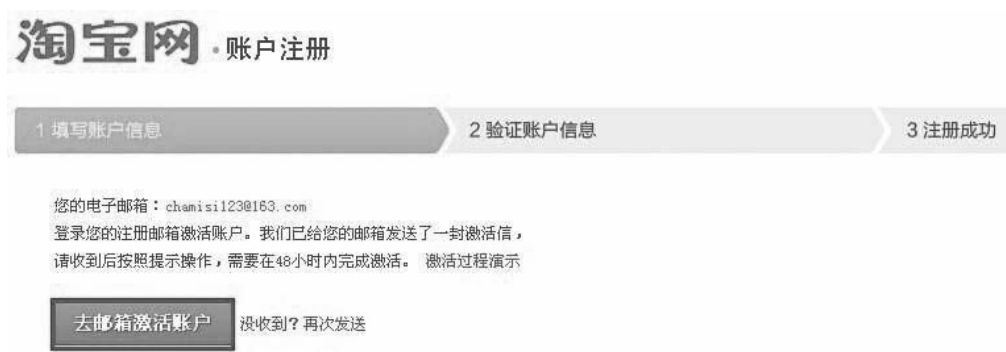 淘宝网·账户注册
1 填写账户信息 2 验证账户信息 3 注册成功
您的电子邮箱：chamisi123@163.com
登录您的注册邮箱激活账户。我们已给您的邮箱发送了一封激活信，
请收到后按照提示操作，需要在48小时内完成激活。 激活过程演示
去邮箱激活账户 没收到?再次发送